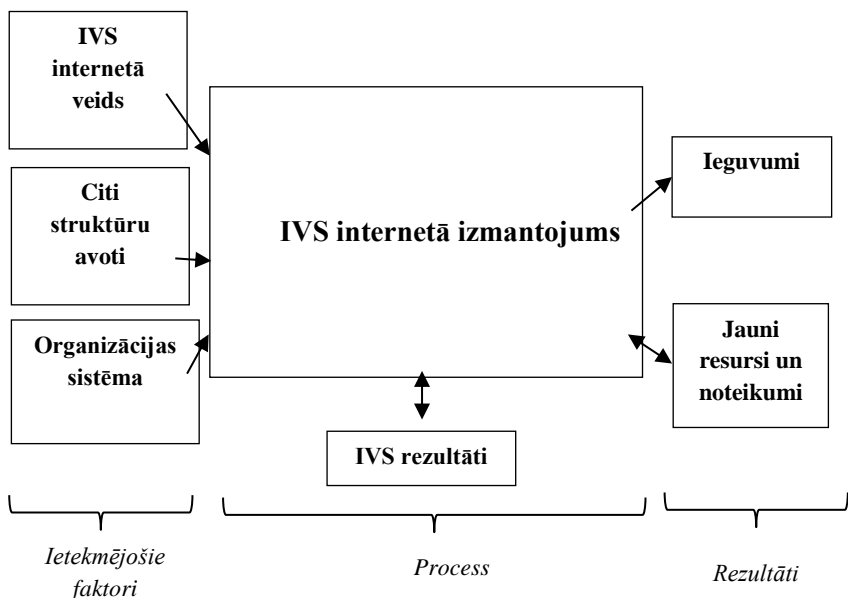 IVS
internetā
veids
Citi
struktūru
avoti
Organizācijas
sistēma
IVS internetā izmantojums
IVS rezultāti
Ieguvumi
Jauni
resursi un
noteikumi
Ietekmējošie
faktori
Process
Rezultāti